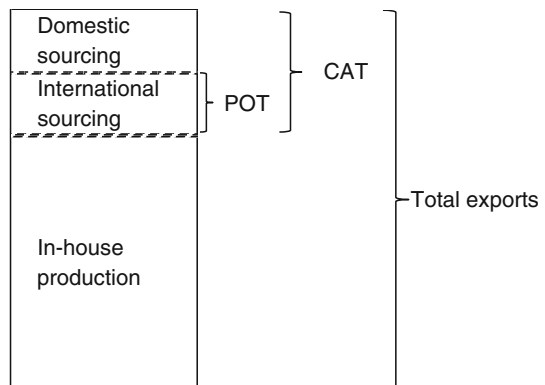 Domestic
sourcing
International
sourcing
POT
CAT
In-house
production
Total exports